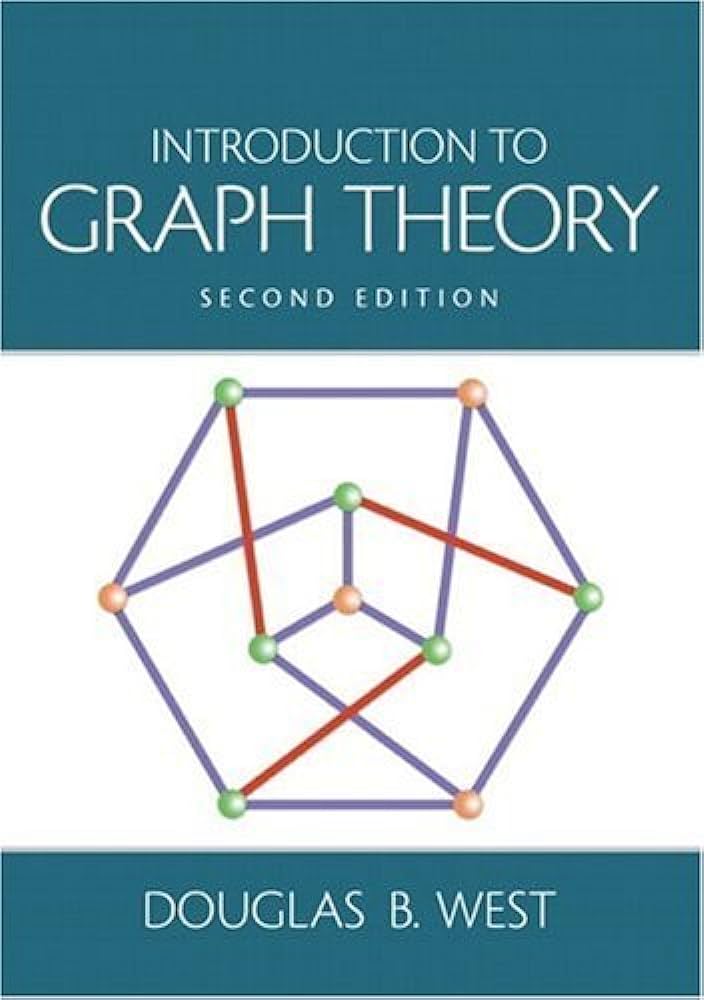 INTRODUCTION TO
GRAPH THEORY
SECOND EDITION
DOUGLAS B. WEST